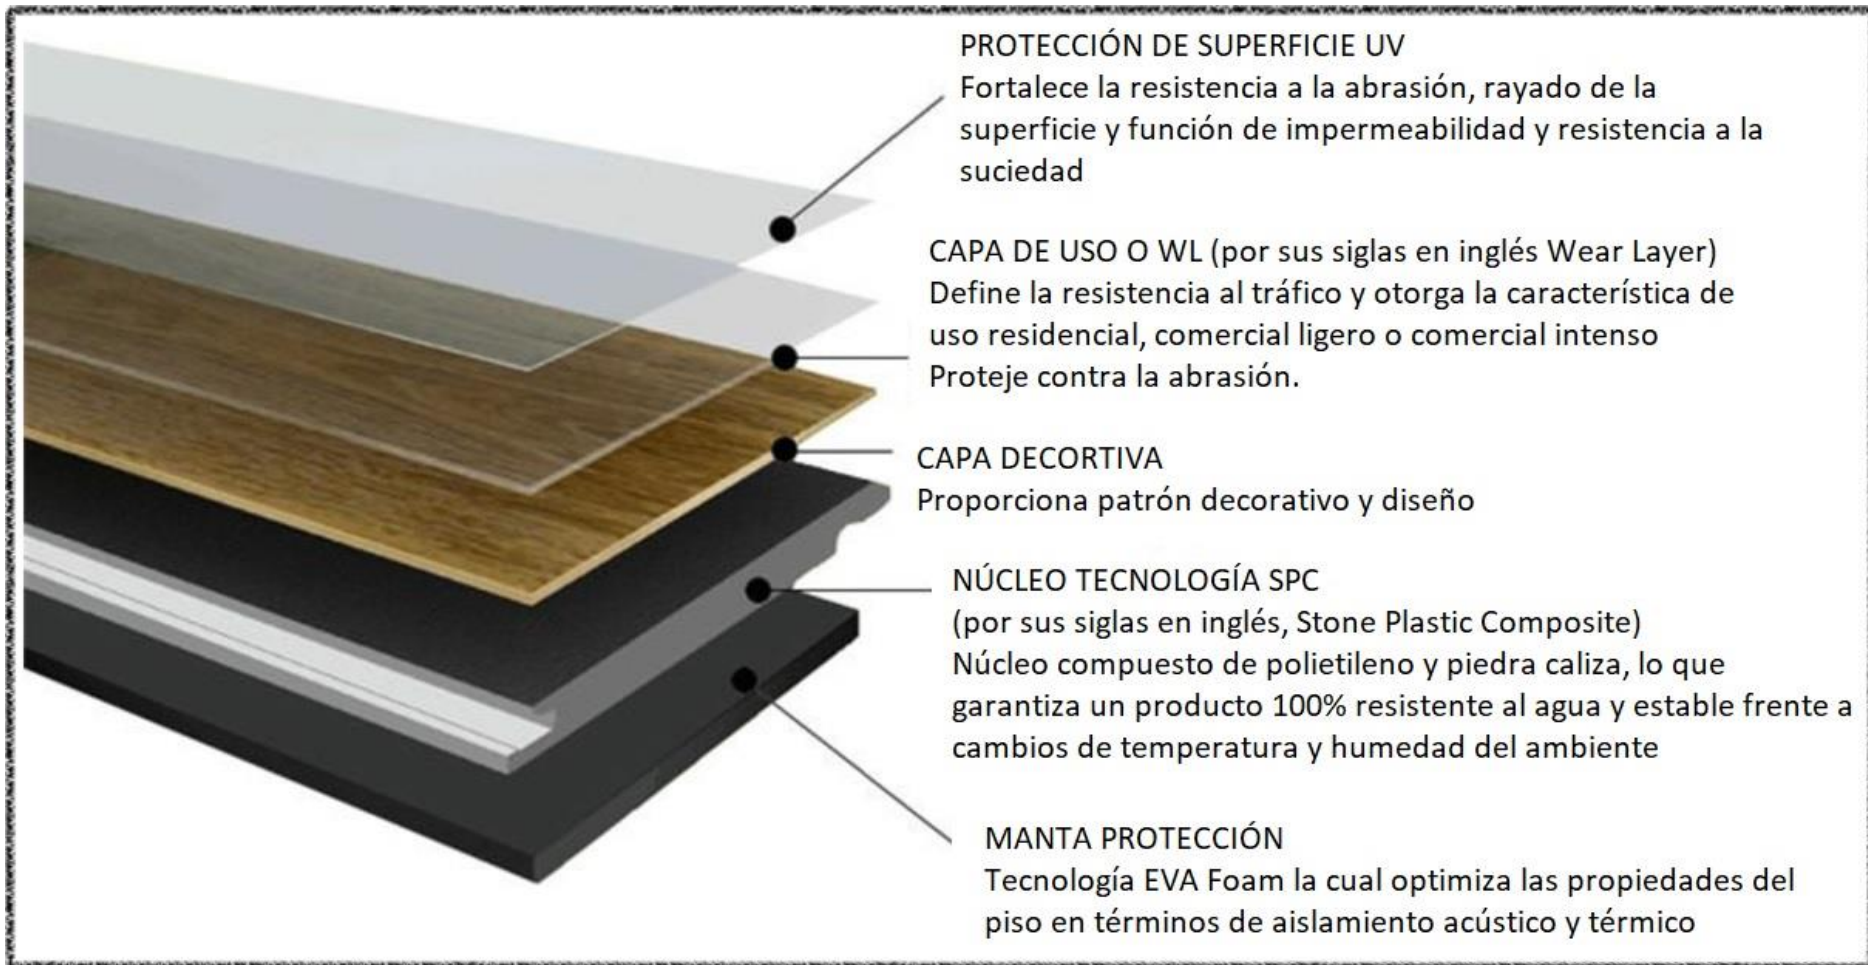 PROTECCIÓN DE SUPERFICIE UV
Fortalece la resistencia a la abrasión, rayado de la
superficie y función de impermeabilidad y resistencia a la
suciedad
CAPA DE USO O WL (por sus siglas en inglés Wear Layer)
Define la resistencia al tráfico y otorga la característica de
uso residencial, comercial ligero o comercial intenso
Proteje contra la abrasión.
CAPA DECORTIVA
Proporciona patrón decorativo y diseño
NÚCLEO TECNOLOGÍA SPC
(por sus siglas en inglés, Stone Plastic Composite)
Núcleo compuesto de polietileno y piedra caliza, lo que
garantiza un producto 100% resistente al agua y estable frente a
cambios de temperatura y humedad del ambiente
MANTA PROTECCIÓN
Tecnología EVA Foam la cual optimiza las propiedades del
piso en términos de aislamiento acústico y térmico